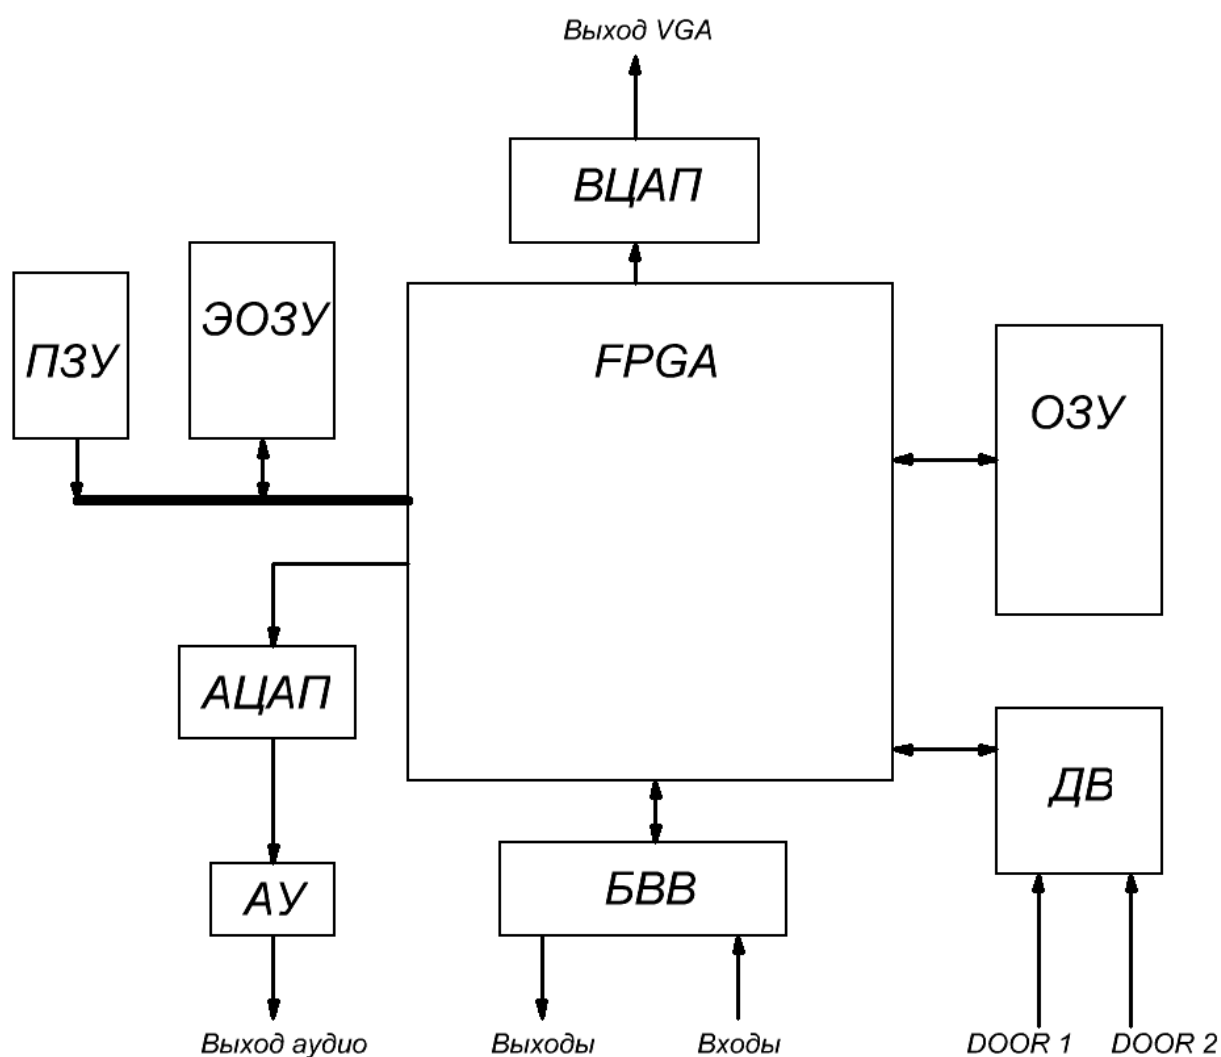 Выход VGA
ВЦАП
ЭОЗУ
ПЗУ
FPGA
ОЗУ
АЦАП
ДВ
АУ
БВВ
Выход аудио
Выходы
Входы
DOOR 1
DOOR 2